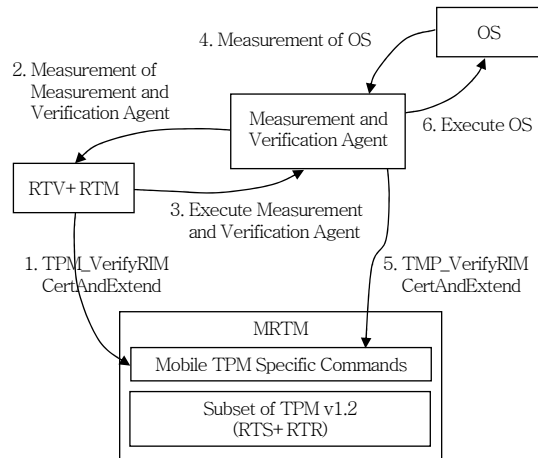 4. Measurement of OS
OS
2. Measurement of
Measurement and
Verification Agent
Measurement and
Verification Agent
6. Execute OS
RTV+RTM
3. Execute Measurement
and Verification Agent
1. TPM_VerifyRIM
CertAndExtend
5. TMP_VerifyRIM
CertAndExtend
MRTM
Mobile TPM Specific Commands
Subset of TPM v1.2
(RTS+RTR)